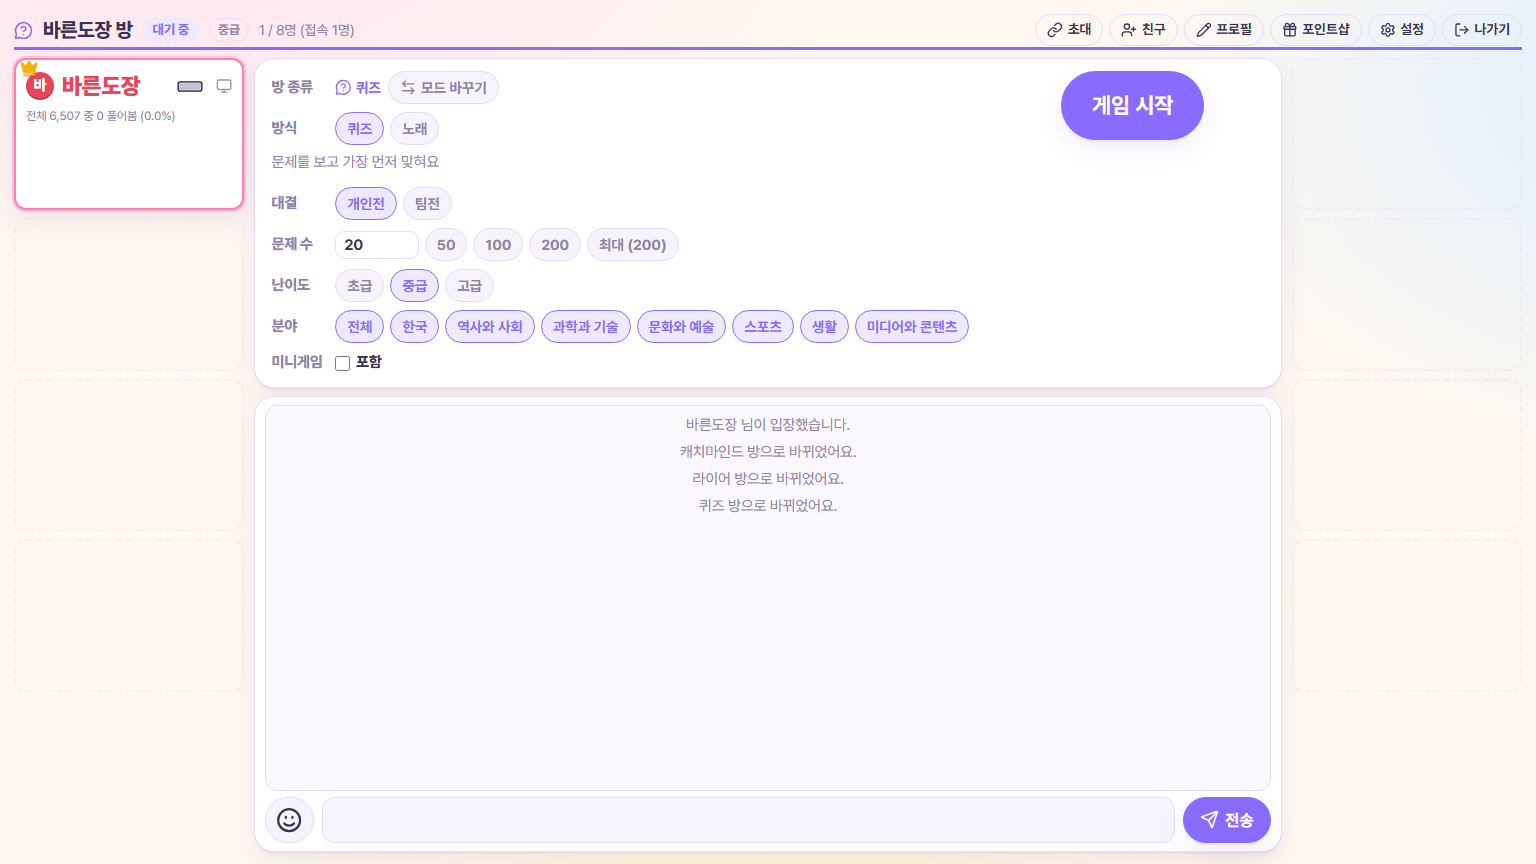 바른도장 방 대기 중 중급 1 / 8명 (접속 1명) 초대 친구 프로필 포인트샵 설정 나가기
바 바른도장
전체 6,507 중 0 풀어봄 (0.0%)
방 종류 퀴즈 모드 바꾸기
게임 시작
방식 퀴즈 노래
문제를 보고 가장 먼저 맞혀요
대결 개인전 팀전
문제 수 20 50 100 200 최대 (200)
난이도 초급 중급 고급
분야 전체 한국 역사와 사회 과학과 기술 문화와 예술 스포츠 생활 미디어와 콘텐츠
미니게임 포함
바른도장 님이 입장했습니다.
캐치마인드 방으로 바뀌었어요.
라이어 방으로 바뀌었어요.
퀴즈 방으로 바뀌었어요.
전송